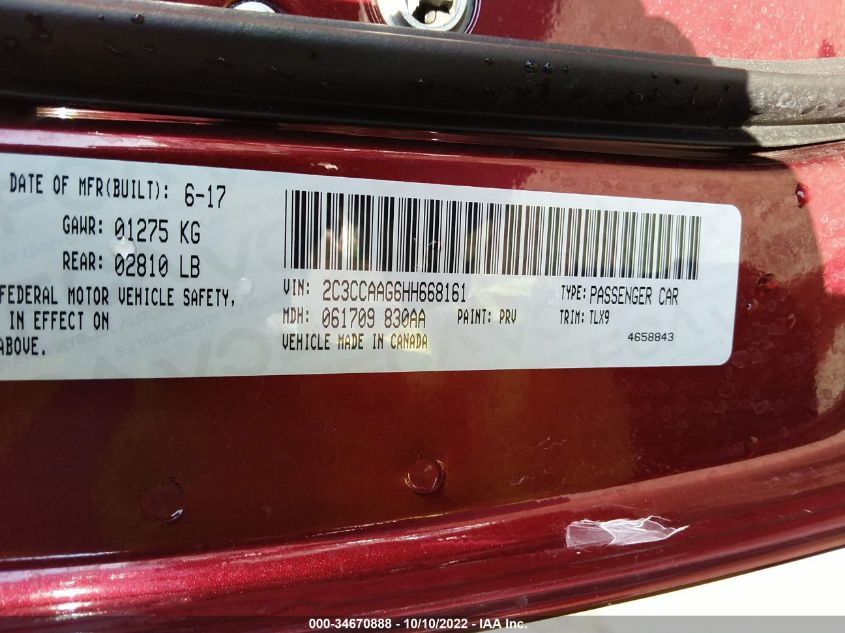 DATE OF MFR(BUILT): 6-17
GAWR: 01275 KG
REAR: 02810 LB
FEDERAL MOTOR VEHICLE SAFETY,
IN EFFECT ON
ABOVE.
VIN: 2C3CCAAG6HH668161
TYPE: PASSENGER CAR
MDH: 061709 830AA
PAINT: PRV
TRIM: TLX9
VEHICLE MADE IN CANADA
4658843
000-34670888 - 10/10/2022 - IAA Inc.